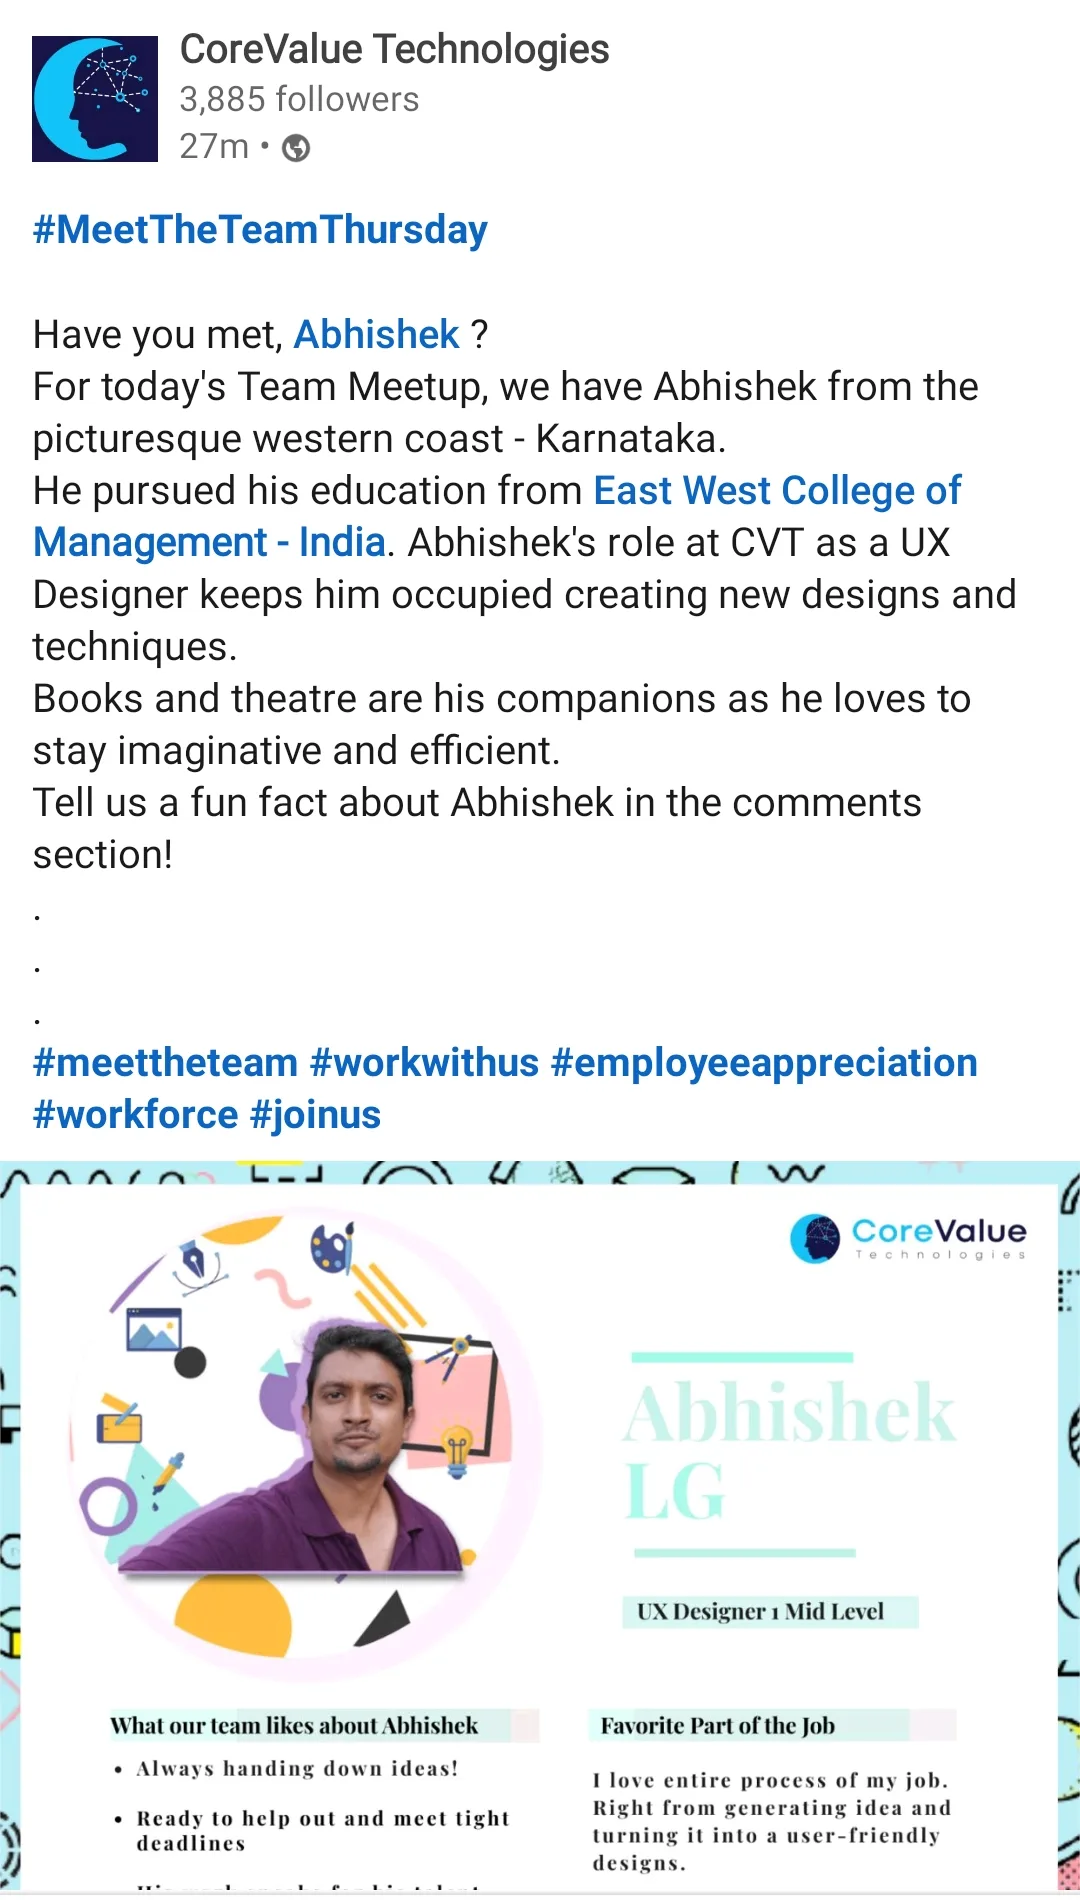 CoreValue Technologies
3,885 followers
27m •
#MeetTheTeamThursday
Have you met, Abhishek ?
For today's Team Meetup, we have Abhishek from the
picturesque western coast - Karnataka.
He pursued his education from East West College of
Management - India. Abhishek's role at CVT as a UX
Designer keeps him occupied creating new designs and
techniques.
Books and theatre are his companions as he loves to
stay imaginative and efficient.
Tell us a fun fact about Abhishek in the comments
section!
.
.
.
#meettheteam #workwithus #employeeappreciation
#workforce #joinus
CoreValue
Technologies
Abhishek
LG
UX Designer 1 Mid Level
What our team likes about Abhishek
• Always handing down ideas!
• Ready to help out and meet tight
deadlines
Favorite Part of the Job
I love entire process of my job.
Right from generating idea and
turning it into a user-friendly
designs.